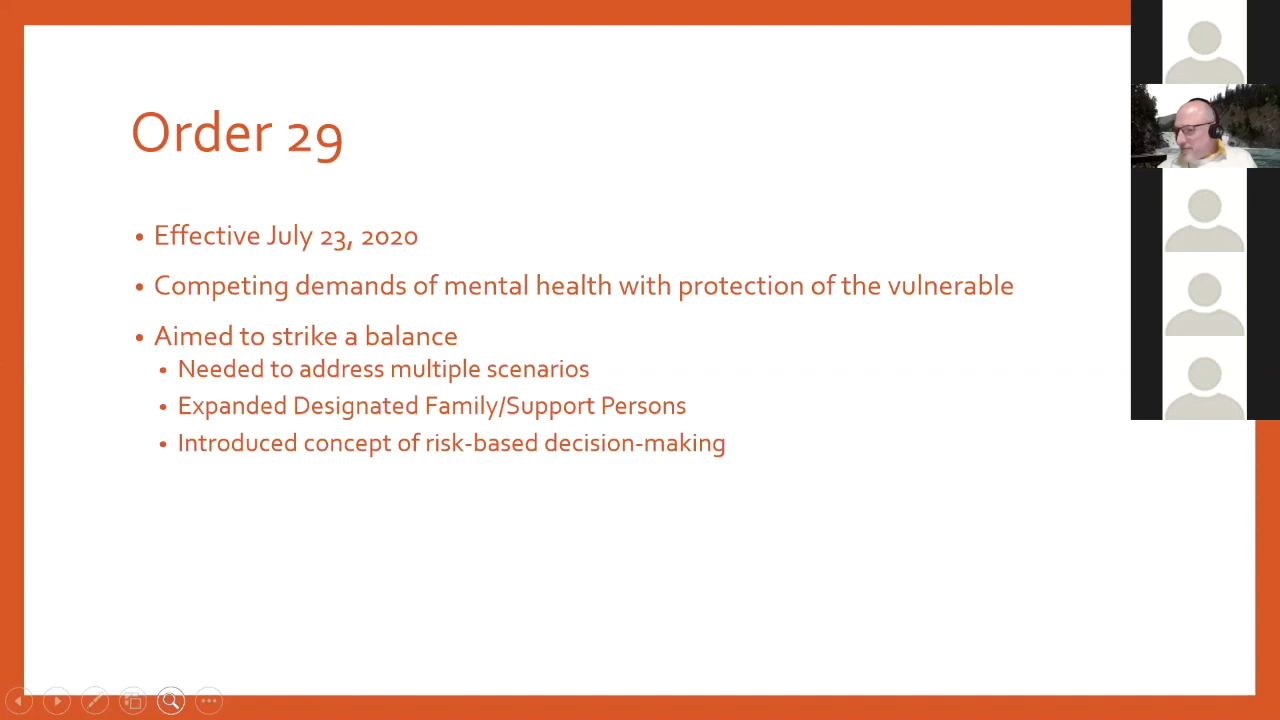 Order 29
• Effective July 23, 2020
• Competing demands of mental health with protection of the vulnerable
• Aimed to strike a balance
• Needed to address multiple scenarios
• Expanded Designated Family/Support Persons
• Introduced concept of risk-based decision-making